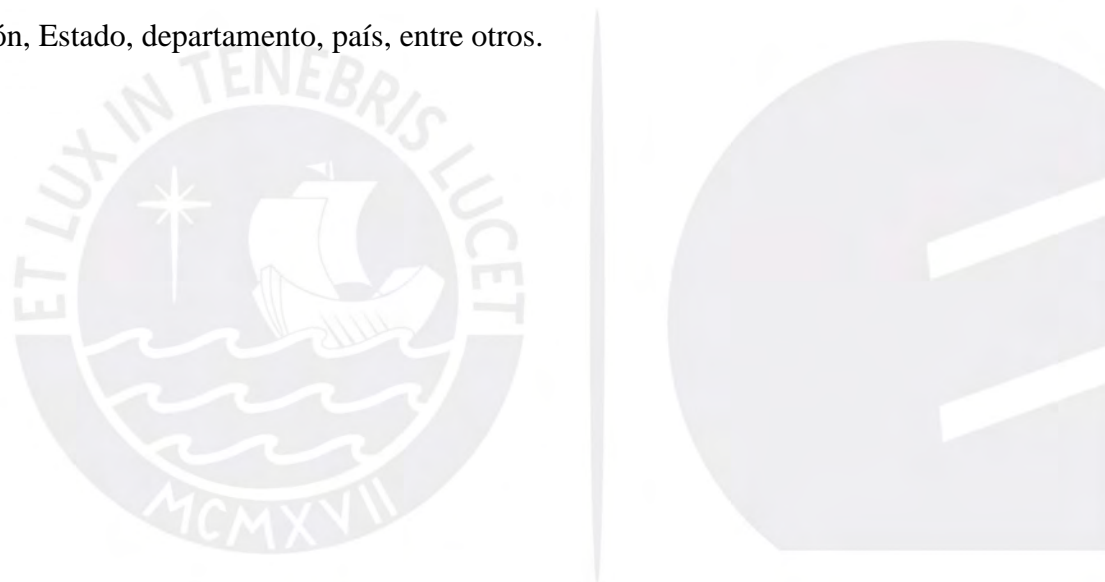 ón, Estado, departamento, país, entre otros.
ET LUX IN TENEBRIS LUCET
MCMXVII